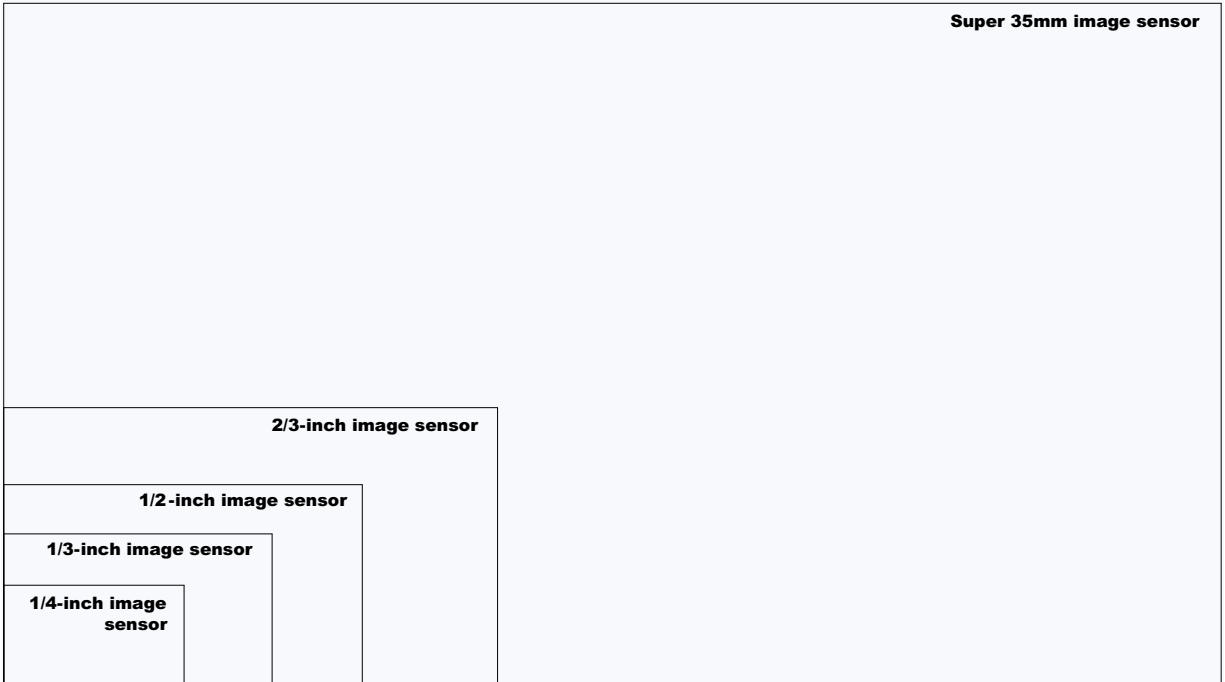 Super 35mm image sensor
2/3-inch image sensor
1/2-inch image sensor
1/3-inch image sensor
1/4-inch image
sensor